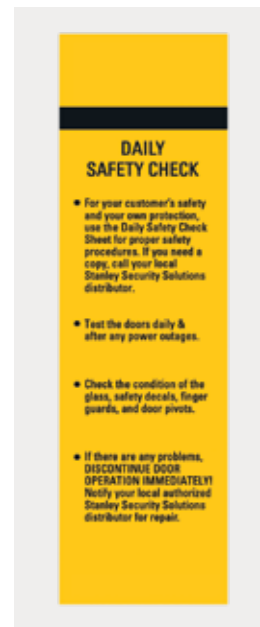 DAILY
SAFETY CHECK
• For your customer's safety
and your own protection,
use the Daily Safety Check
Sheet for proper safety
procedures. If you need a
copy, call your local
Stanley Security Solutions
distributor.
• Test the doors daily &
after any power outages.
• Check the condition of the
glass, safety decals, finger
guards, and door pivots.
• If there are any problems,
DISCONTINUE DOOR
OPERATION IMMEDIATELY!
Notify your local authorized
Stanley Security Solutions
distributor for repair.